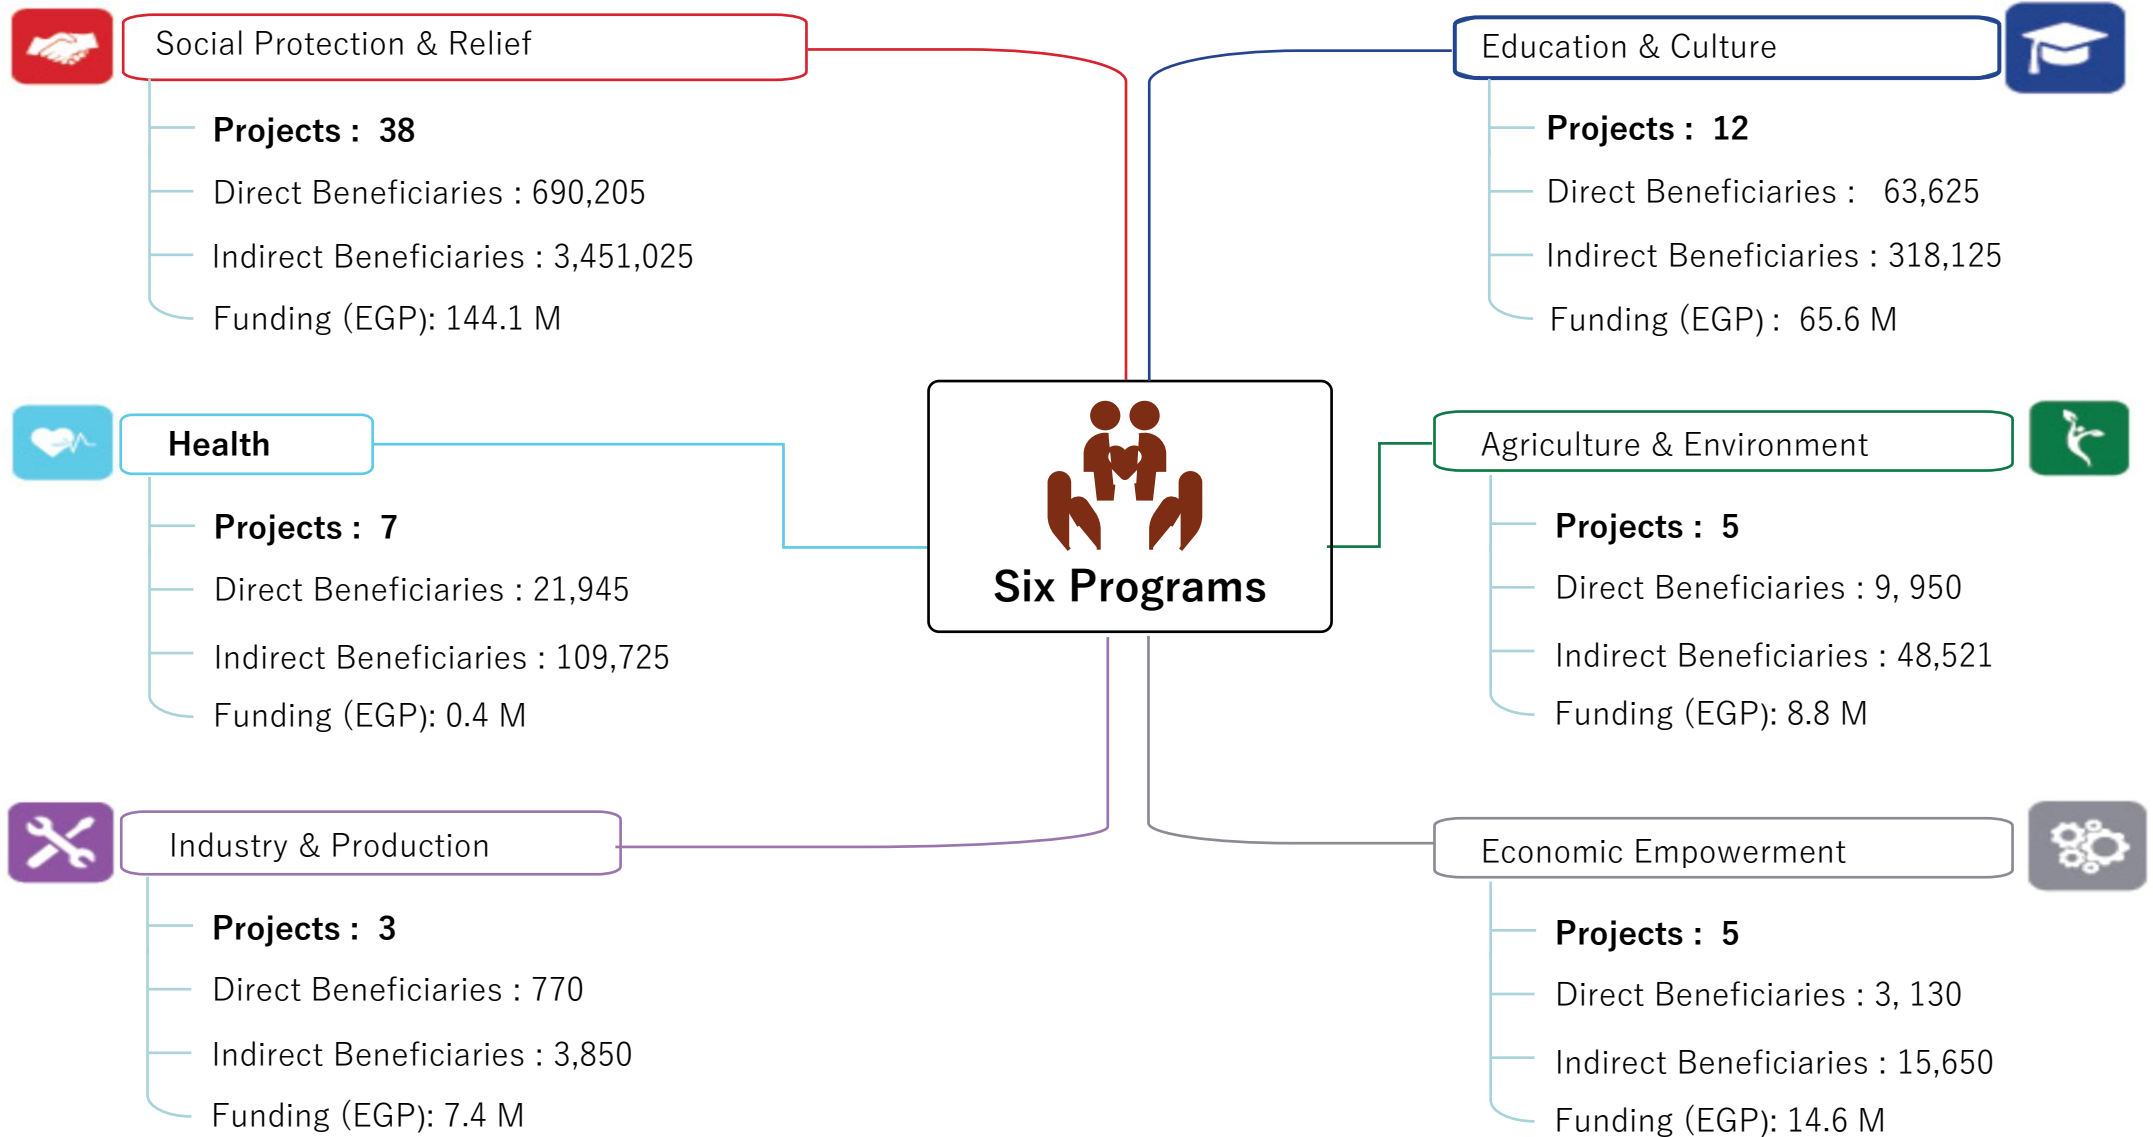 Social Protection & Relief
Projects : 38
Direct Beneficiaries : 690,205
Indirect Beneficiaries : 3,451,025
Funding (EGP): 144.1 M
Education & Culture
Projects : 12
Direct Beneficiaries : 63,625
Indirect Beneficiaries : 318,125
Funding (EGP) : 65.6 M
Health
Projects : 7
Direct Beneficiaries : 21,945
Indirect Beneficiaries : 109,725
Funding (EGP): 0.4 M
Six Programs
Agriculture & Environment
Projects : 5
Direct Beneficiaries : 9, 950
Indirect Beneficiaries : 48,521
Funding (EGP): 8.8 M
Industry & Production
Projects : 3
Direct Beneficiaries : 770
Indirect Beneficiaries : 3,850
Funding (EGP): 7.4 M
Economic Empowerment
Projects : 5
Direct Beneficiaries : 3, 130
Indirect Beneficiaries : 15,650
Funding (EGP): 14.6 M